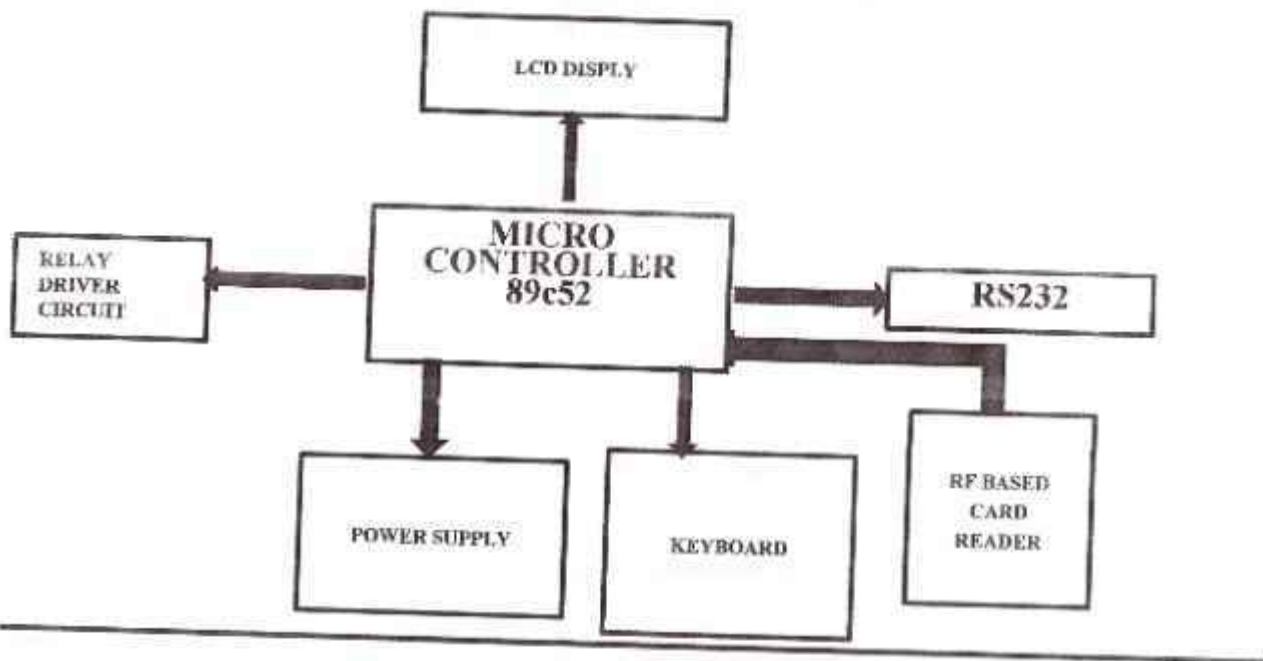 LCD DISPLY
MICRO
CONTROLLER
89c52
RELAY
DRIVER
CIRCUIT
RS232
POWER SUPPLY
KEYBOARD
RF BASED
CARD
READER